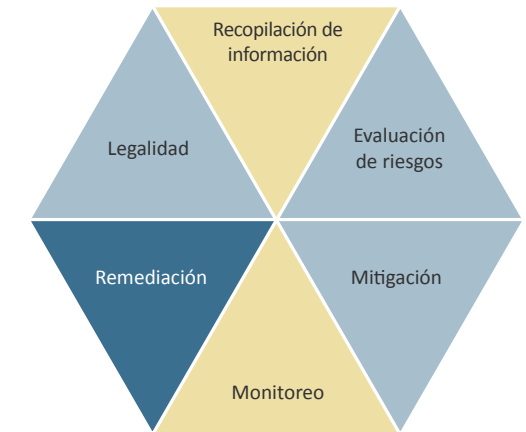 Recopilación de
información
Legalidad
Evaluación
de riesgos
Remediación
Mitigación
Monitoreo